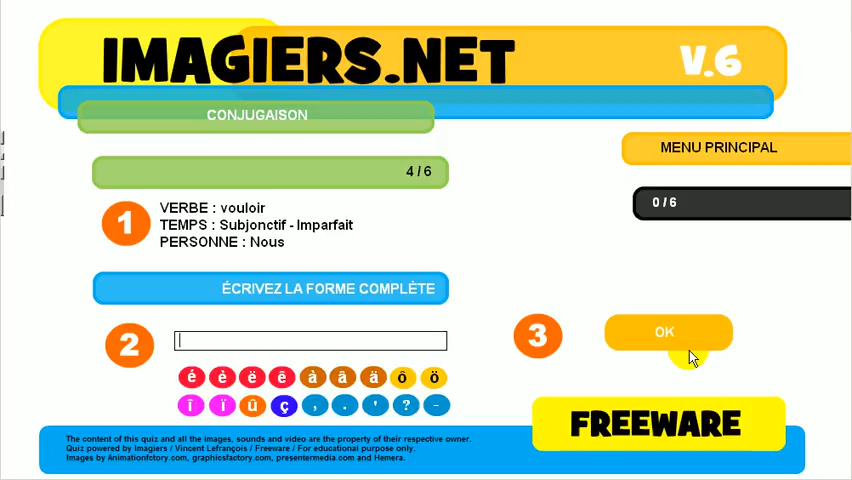 IMAGIERS.NET
V.6
CONJUGAISON
MENU PRINCIPAL
4 / 6
0 / 6
1
VERBE : vouloir
TEMPS : Subjonctif - Imparfait
PERSONNE : Nous
ÉCRIVEZ LA FORME COMPLÈTE
2
3
OK
é è ë ê à â ä ô ö
î ï û ç , . ' ? -
FREEWARE
The content of this quiz and all the images, sounds and video are the property of their respective owner.
Quiz powered by Imagiers / Vincent Lefrançois / Freeware / For educational purpose only.
Images by Animationfctory.com, graphicsfactory.com, presentermedia.com and Hemera.